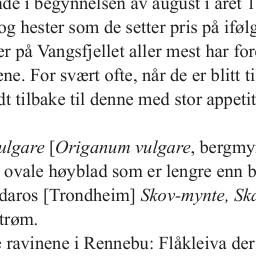 nde i begynnelsen av august i året 1
og hester som de setter pris på ifølg
er på Vangsfjellet aller mest har for
ene. For svært ofte, når de er blitt ti
dt tilbake til denne med stor appetit
ulgare [Origanum vulgare, bergmy
ovale høyblad som er lengre enn b
daros [Trondheim] Skov-mynte, Ska
trøm.
e ravinene i Rennebu: Flåkleiva der